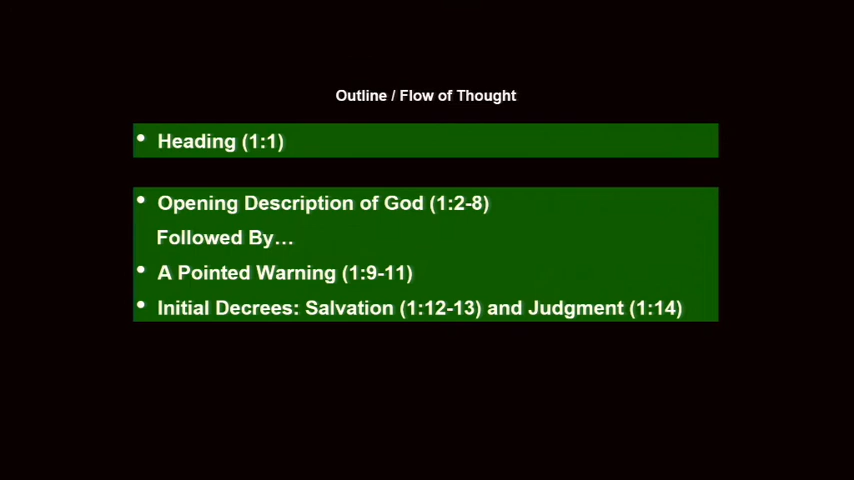 Outline / Flow of Thought
• Heading (1:1)
• Opening Description of God (1:2-8)
Followed By…
• A Pointed Warning (1:9-11)
• Initial Decrees: Salvation (1:12-13) and Judgment (1:14)